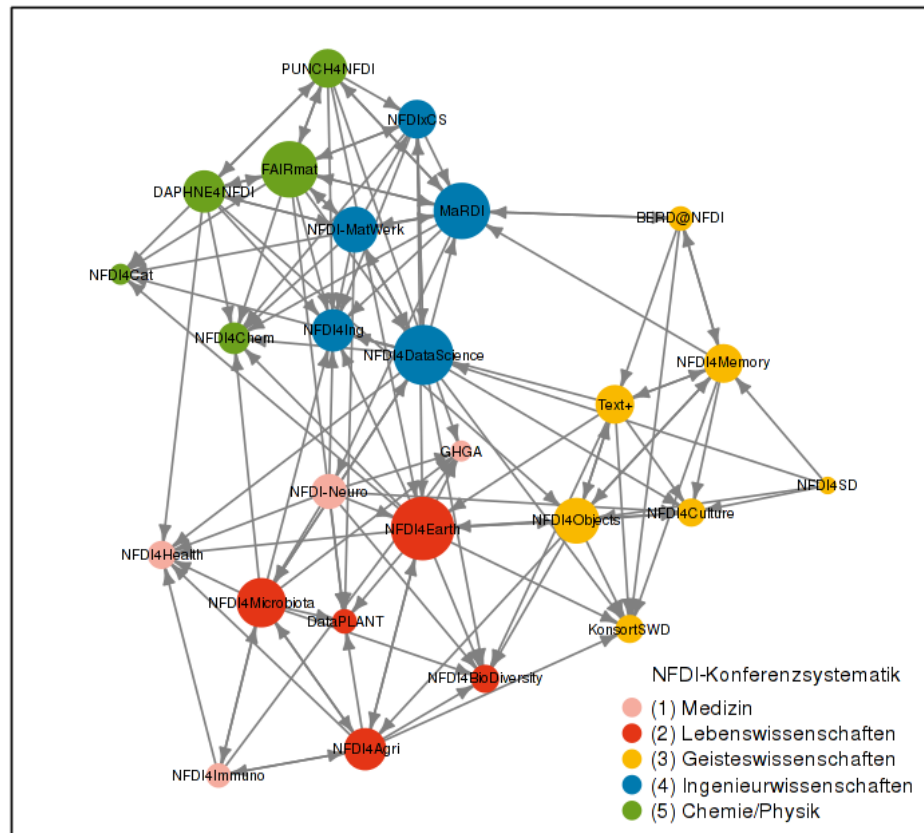 PUNCH4NFDI
NFDIxCS
FAIRmat
DAPHNE4NFDI
MaRDI
BERD@NFDI
NFDI-MatWerk
NFDI4Cat
NFDI4Chem
NFDI4Ing
NFDI4DataScience
NFDI4Memory
Text+
GHGA
NFDI-Neuro
NFDI4SD
NFDI4Earth
NFDI4Objects
NFDI4Culture
NFDI4Health
NFDI4Microbiota
DataPLANT
KonsortSWD
NFDI4BioDiversity
NFDI4Agri
NFDI4Immuno
NFDI-Konferenzsystematik
(1) Medizin
(2) Lebenswissenschaften
(3) Geisteswissenschaften
(4) Ingenieurwissenschaften
(5) Chemie/Physik